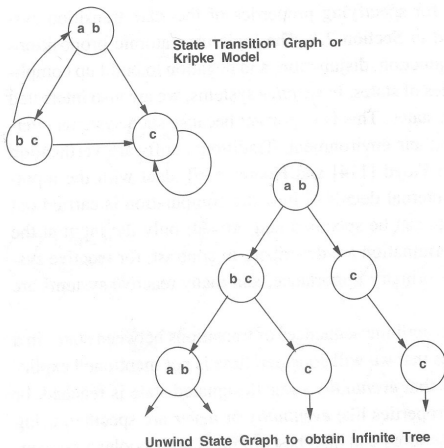 a b
State Transition Graph or
Kripke Model
b c
c
a b
b c
c
a b
c
c
Unwind State Graph to obtain Infinite Tree